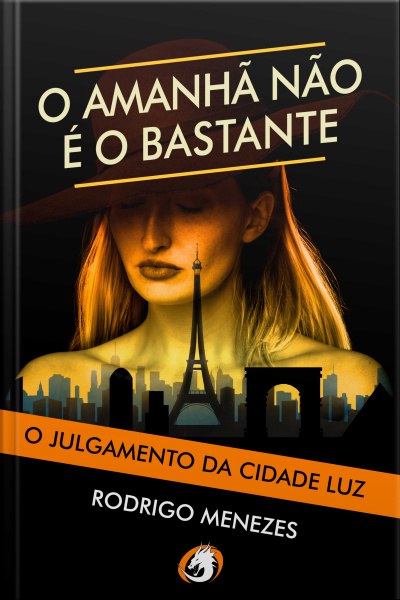 O AMANHÃ NÃO
É O BASTANTE
O JULGAMENTO DA CIDADE LUZ
RODRIGO MENEZES